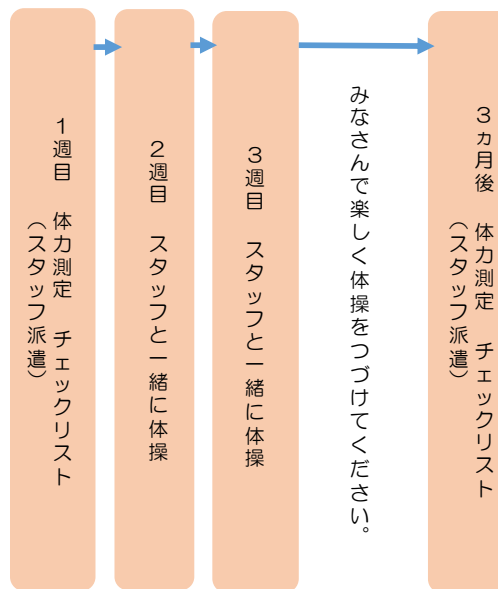 1週目 体力測定 チェックリスト
（スタッフ派遣）
2週目 スタッフと一緒に体操
3週目 スタッフと一緒に体操
みなさんで楽しく体操をつづけてください。
3ヵ月後 体力測定 チェックリスト
（スタッフ派遣）